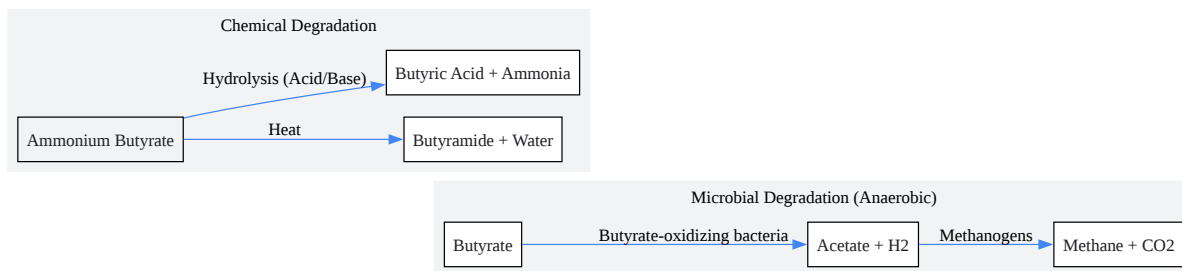 Chemical Degradation
Hydrolysis (Acid/Base)
Butyric Acid + Ammonia
Ammonium Butyrate
Heat
Butyramide + Water
Microbial Degradation (Anaerobic)
Butyrate
Butyrate-oxidizing bacteria
Acetate + H2
Methanogens
Methane + CO2